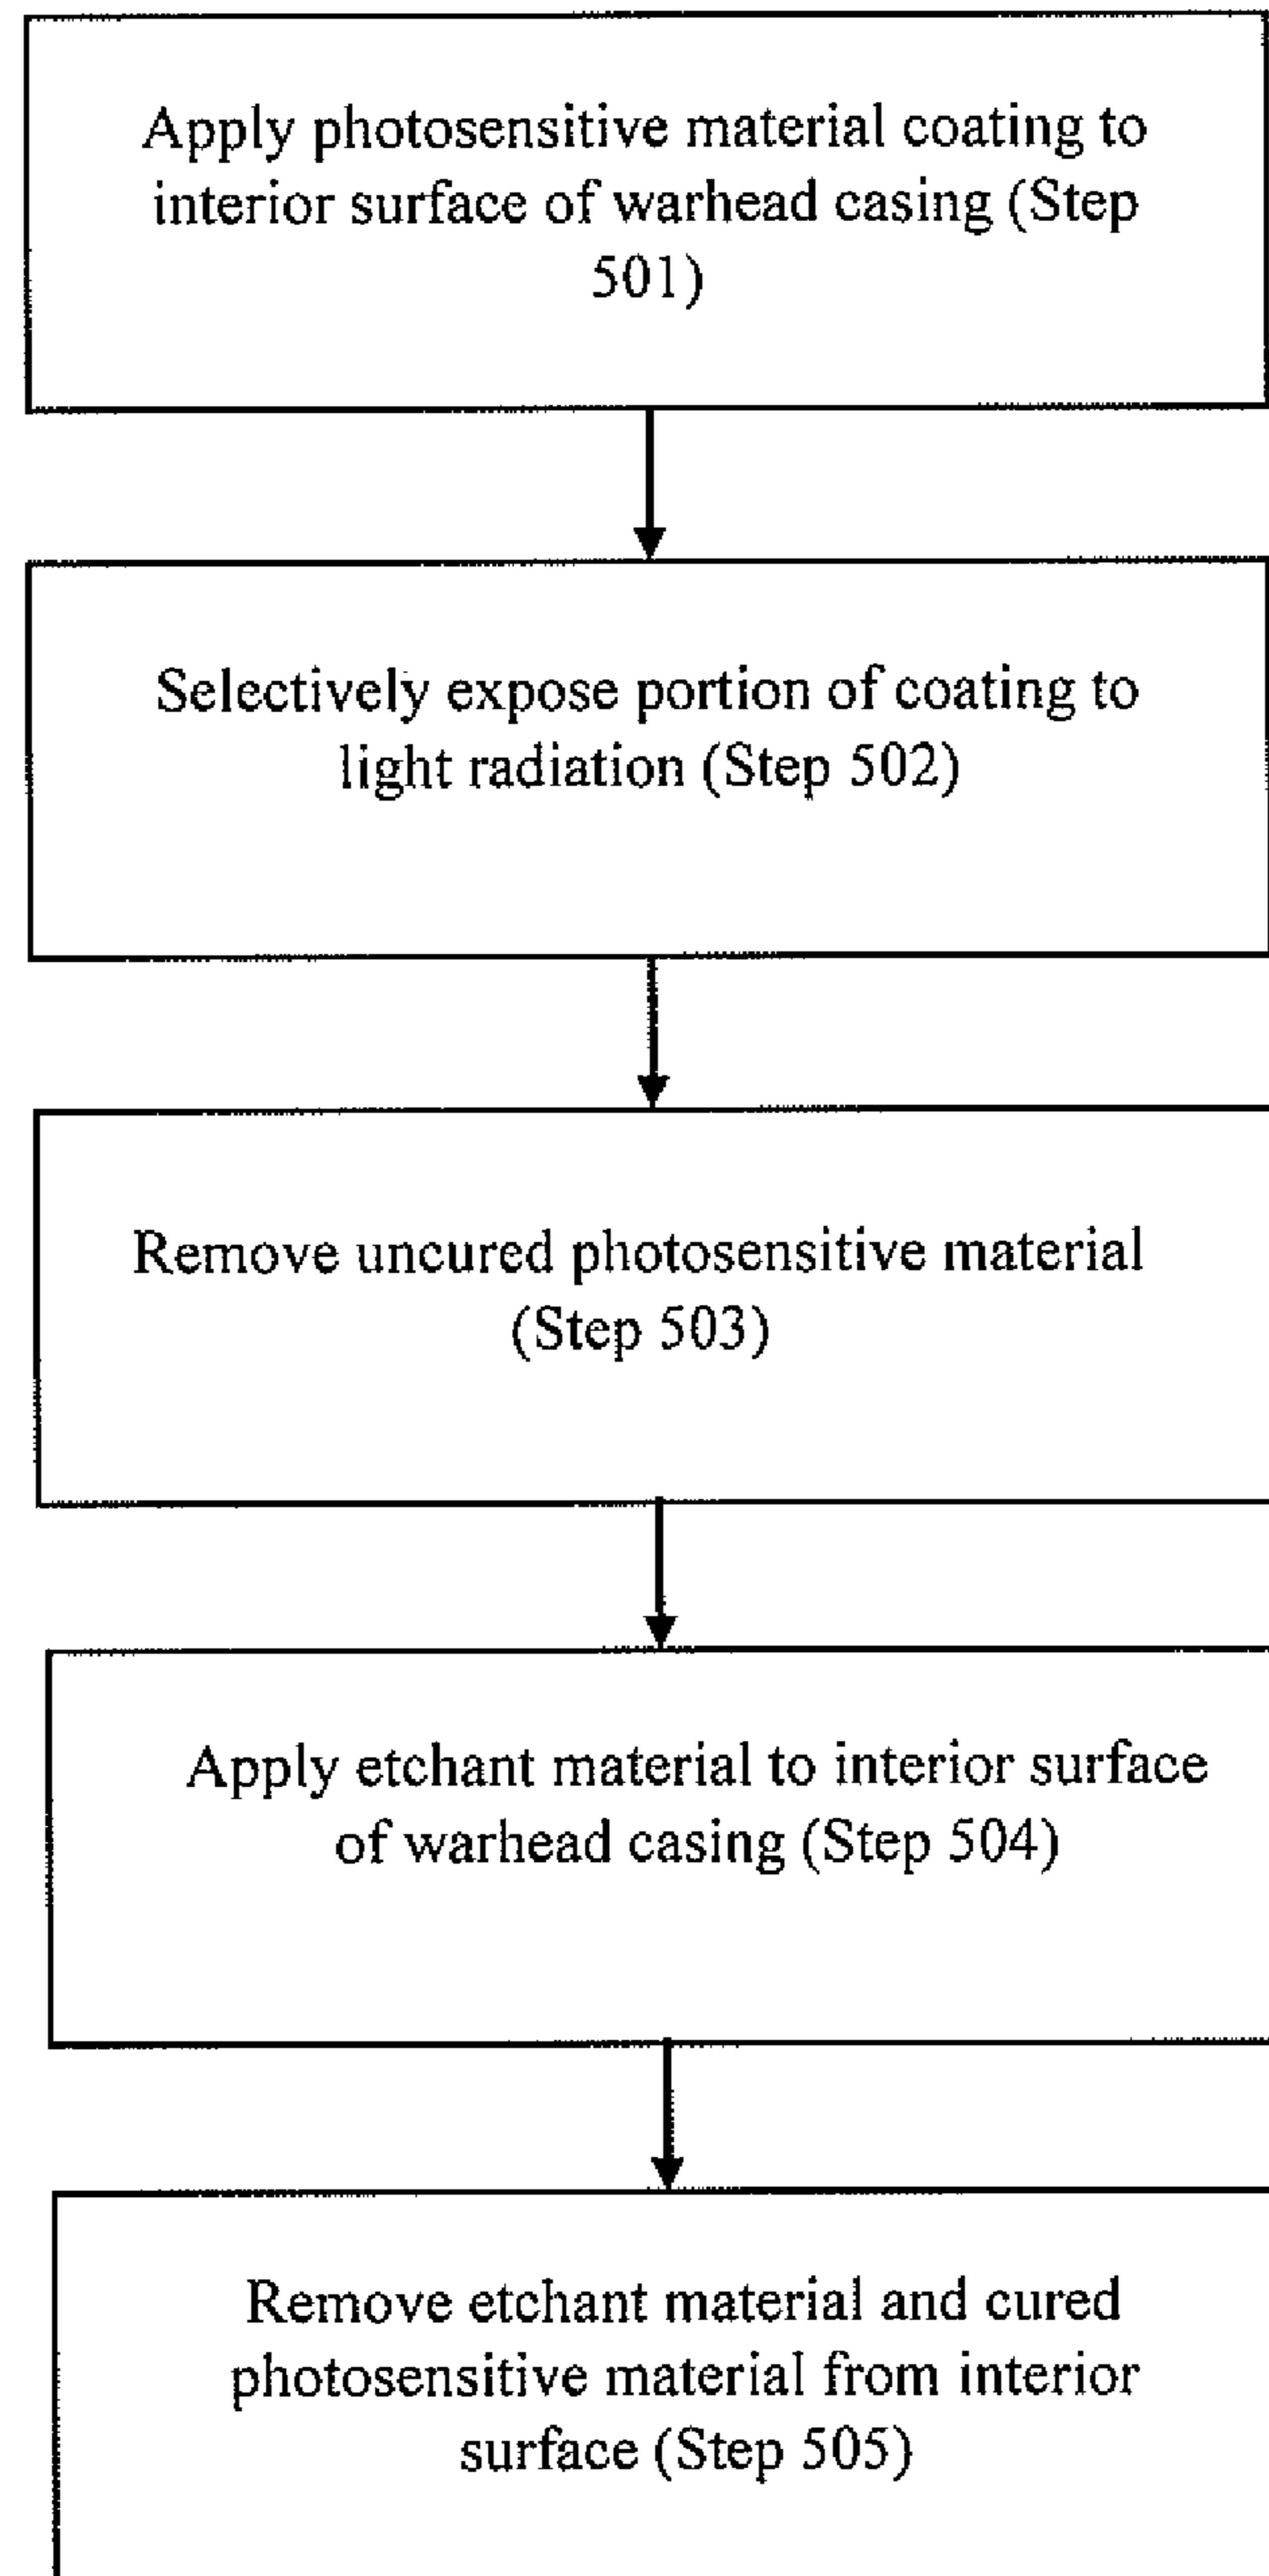 Apply photosensitive material coating to
interior surface of warhead casing (Step
501)
Selectively expose portion of coating to
light radiation (Step 502)
Remove uncured photosensitive material
(Step 503)
Apply etchant material to interior surface
of warhead casing (Step 504)
Remove etchant material and cured
photosensitive material from interior
surface (Step 505)